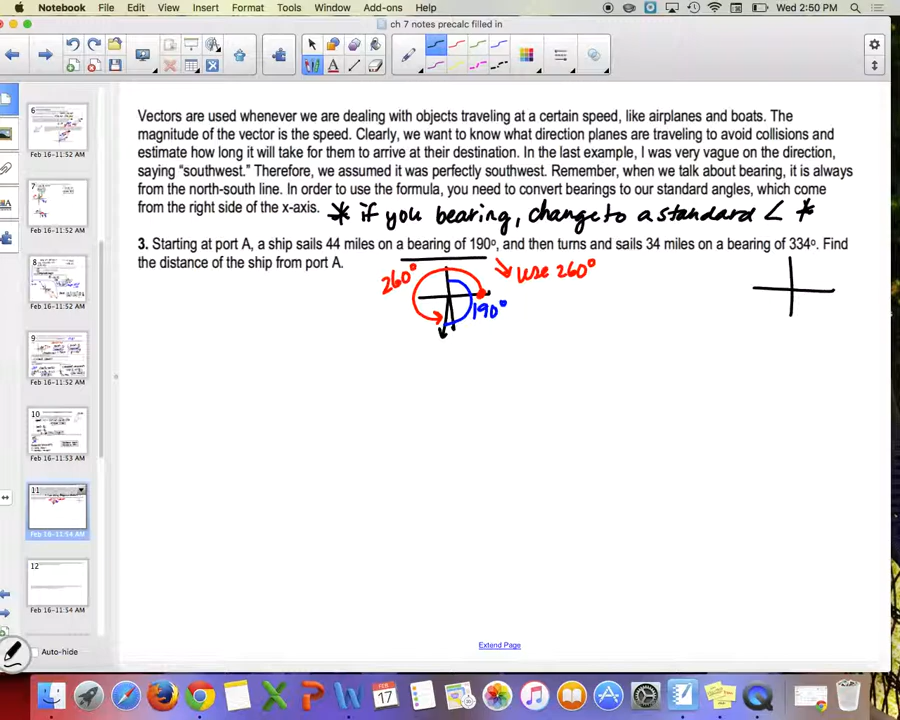 Notebook File Edit View Insert Format Tools Window Add-ons Help Wed 2:50 PM
ch 7 notes precalc filled in
6
Feb 16-11:52 AM
7
Feb 16-11:52 AM
8
Feb 16-11:52 AM
9
Feb 16-11:52 AM
10
Feb 16-11:53 AM
11
Feb 16-11:54 AM
12
Feb 16-11:54 AM
Auto-hide
Vectors are used whenever we are dealing with objects traveling at a certain speed, like airplanes and boats. The
magnitude of the vector is the speed. Clearly, we want to know what direction planes are traveling to avoid collisions and
estimate how long it will take for them to arrive at their destination. In the last example, I was very vague on the direction,
saying “southwest.” Therefore, we assumed it was perfectly southwest. Remember, when we talk about bearing, it is always
from the north-south line. In order to use the formula, you need to convert bearings to our standard angles, which come
from the right side of the x-axis. * if you bearing, change to a standard ∠ *
3. Starting at port A, a ship sails 44 miles on a bearing of 190°, and then turns and sails 34 miles on a bearing of 334°. Find
the distance of the ship from port A.
260°
use 260°
190°
Extend Page
FEB
17